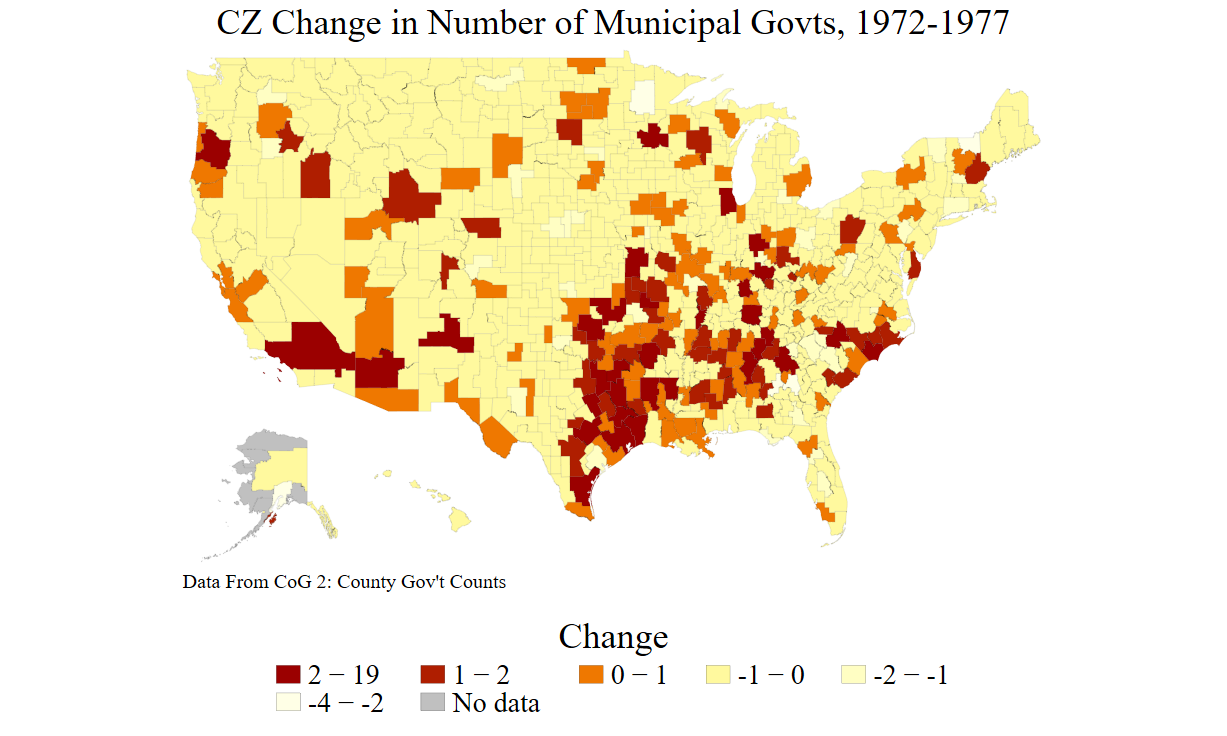 CZ Change in Number of Municipal Govts, 1972-1977
Data From CoG 2: County Gov't Counts
Change
2 − 19
1 − 2
0 − 1
-1 − 0
-2 − -1
-4 − -2
No data